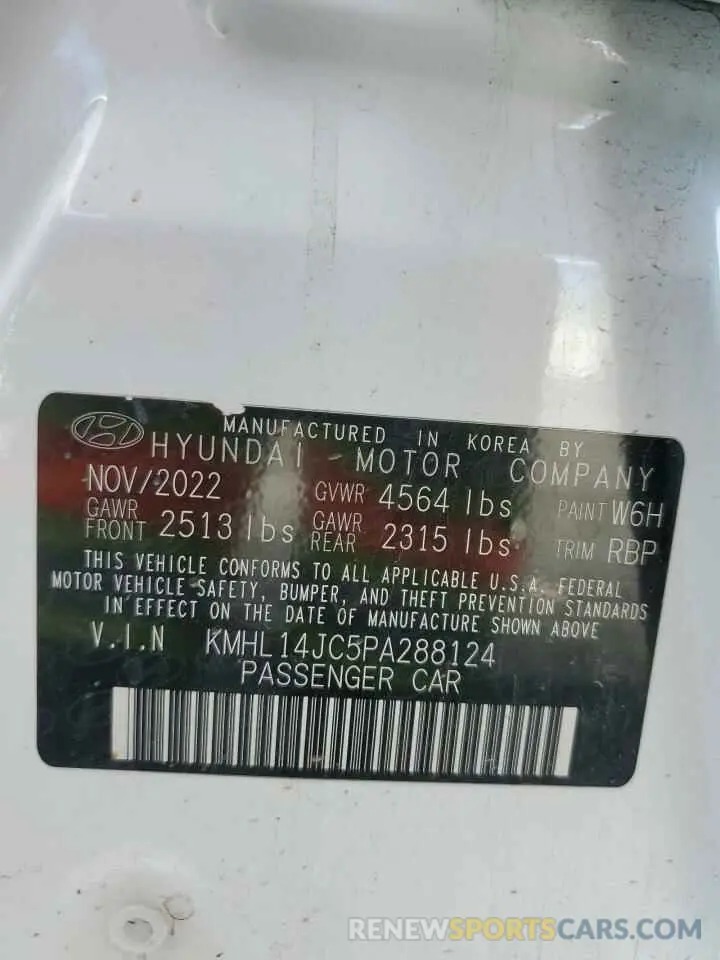 MANUFACTURED IN KOREA BY
HYUNDAI MOTOR COMPANY
NOV/2022 GVWR 4564 lbs PAINT W6H
GAWR FRONT 2513 lbs GAWR REAR 2315 lbs TRIM RBP
THIS VEHICLE CONFORMS TO ALL APPLICABLE U.S.A. FEDERAL
MOTOR VEHICLE SAFETY, BUMPER, AND THEFT PREVENTION STANDARDS
IN EFFECT ON THE DATE OF MANUFACTURE SHOWN ABOVE
V.I.N KMHL14JC5PA288124
PASSENGER CAR
RENEWSPORTSCARS.COM